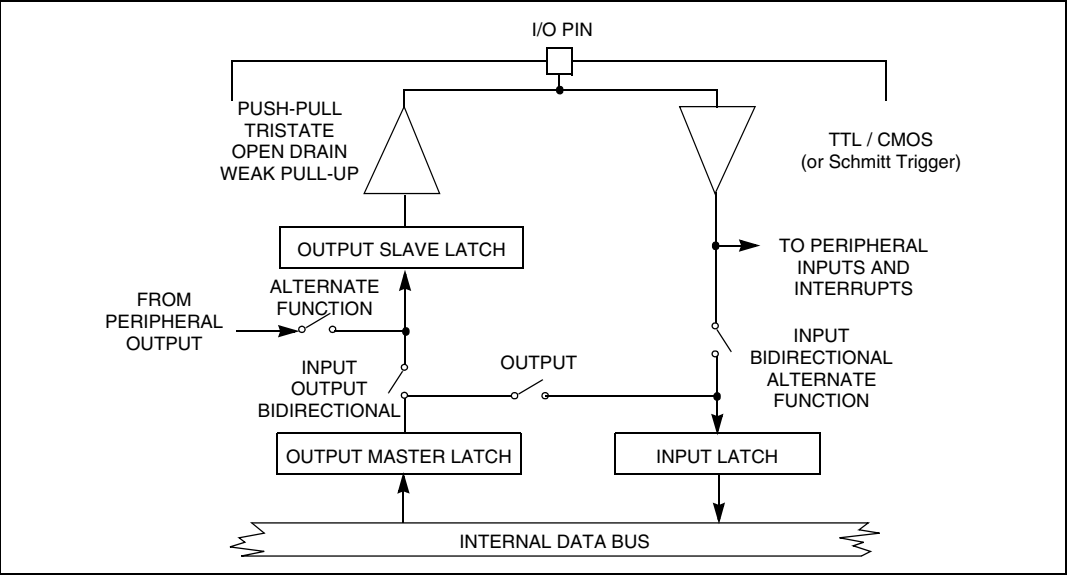 I/O PIN
PUSH-PULL
TRISTATE
OPEN DRAIN
WEAK PULL-UP
TTL / CMOS
(or Schmitt Trigger)
OUTPUT SLAVE LATCH
TO PERIPHERAL
INPUTS AND
INTERRUPTS
ALTERNATE
FUNCTION
FROM
PERIPHERAL
OUTPUT
INPUT
OUTPUT
BIDIRECTIONAL
OUTPUT
INPUT
BIDIRECTIONAL
ALTERNATE
FUNCTION
OUTPUT MASTER LATCH
INPUT LATCH
INTERNAL DATA BUS